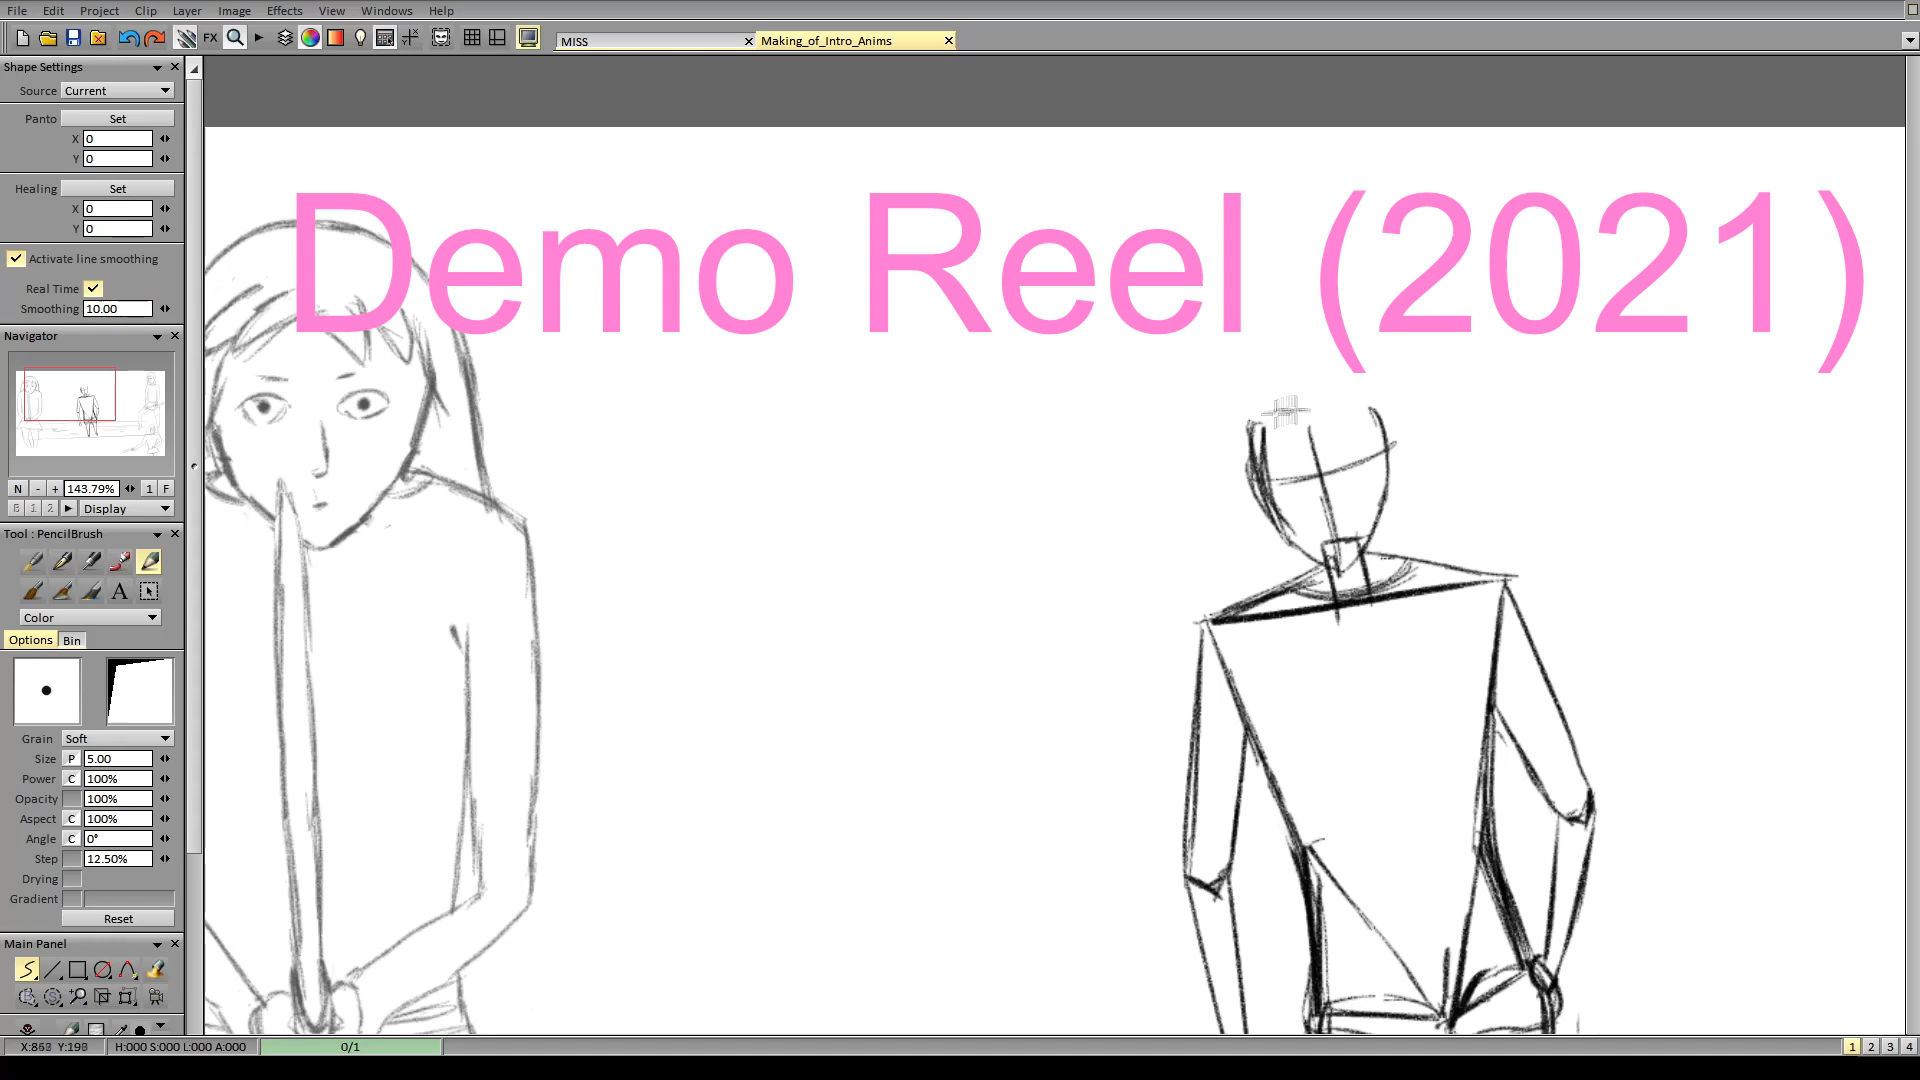 File Edit Project Clip Layer Image Effects View Windows Help
FX MISS Making_of_Intro_Anims
Shape Settings
Source Current
Panto Set
X 0
Y 0
Healing Set
X 0
Y 0
Activate line smoothing
Real Time
Smoothing 10.00
Navigator
N - + 143.79% 1 F
1 2 Display
Tool : PencilBrush
A
Color
Options Bin
Grain Soft
Size P 5.00
Power C 100%
Opacity 100%
Aspect C 100%
Angle C 0°
Step 12.50%
Drying
Gradient
Reset
Main Panel
Demo Reel (2021)
H:000 S:000 L:000 A:000 0/1 1 2 3 4